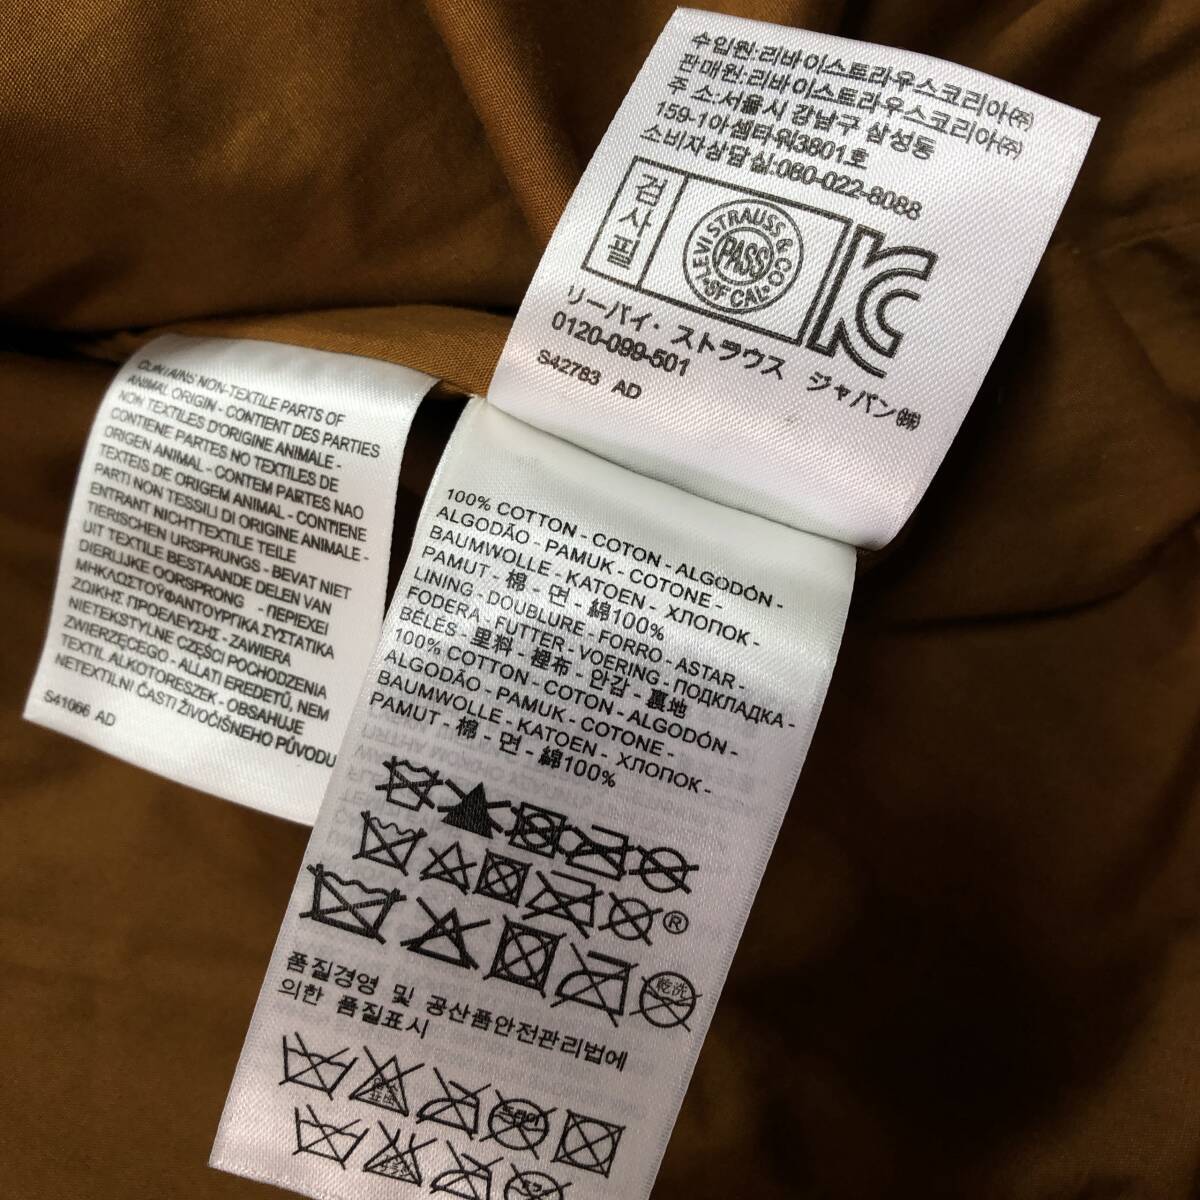 수입원:리바이스트라우스코리아㈜
판매원:리바이스트라우스코리아㈜
주 소:서울시 강남구 삼성동
159-1아셈타워3801호
소비자상담실:080-022-8088
검사필
LEVI STRAUSS & CO
PASS
S.F CAL.
リーバイ・ストラウス ジャパン㈱
0120-099-501
S42783 AD
CONTAINS NON-TEXTILE PARTS OF
ANIMAL ORIGIN - CONTIENT DES PARTIES
NON TEXTILES D'ORIGINE ANIMALE -
CONTIENE PARTES NO TEXTILES DE
ORIGEN ANIMAL - CONTEM PARTES NAO
TEXTEIS DE ORIGEM ANIMAL - CONTIENE
PARTI NON TESSILI DI ORIGINE ANIMALE -
ENTRANT NICHTTEXTILE TEILE
TIERISCHEN URSPRUNGS - BEVAT NIET
UIT TEXTILE BESTAANDE DELEN VAN
DIERLIJKE OORSPRONG - ΠΕΡΙΕΧΕΙ
ΜΗΚΛΩΣΤΟΫΦΑΝΤΟΥΡΓΙΚΑ ΣΥΣΤΑΤΙΚΑ
ΖΩΙΚΗΣ ΠΡΟΕΛΕΥΣΗΣ - ZAWIERA
NIETEKSTYLNE CZĘŚCI POCHODZENIA
ZWIERZĘCEGO - ALLATI EREDETŰ, NEM
TEXTIL ALKOTORESZEK - OBSAHUJE
NETEXTILNÍ ČASTI ŽIVOČIŠNEHO PŮVODU
S41066 AD
100% COTTON - COTON - ALGODÓN -
ALGODÃO - PAMUK - COTONE -
BAUMWOLLE - KATOEN - ХЛОПОК -
PAMUT - 棉 - 면 - 綿100%
LINING - DOUBLURE - FORRO - ASTAR -
FODERA - FUTTER - VOERING - ПОДКЛАДКА -
BÉLÉS - 里料 - 裡布 - 안감 - 裏地
100% COTTON - COTON - ALGODÓN -
ALGODÃO - PAMUK - COTONE -
BAUMWOLLE - KATOEN - ХЛОПОК -
PAMUT - 棉 - 면 - 綿100%
®
乾洗
품질경영 및 공산품안전관리법에
의한 품질표시
드라이